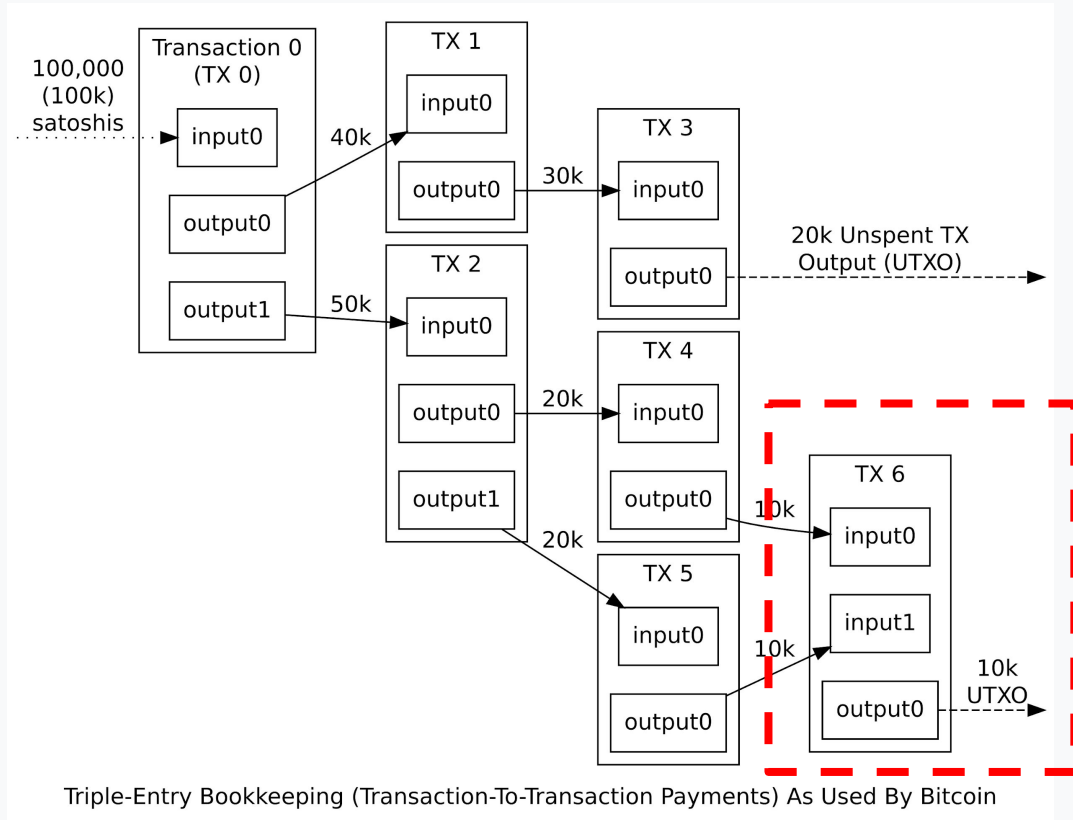 100,000
(100k)
satoshis
Transaction 0
(TX 0)
input0
output0
output1
40k
50k
TX 1
input0
output0
30k
TX 2
input0
output0
output1
20k
20k
TX 3
input0
output0
20k Unspent TX
Output (UTXO)
TX 4
input0
output0
10k
TX 5
input0
output0
10k
TX 6
input0
input1
output0
10k
UTXO
Triple-Entry Bookkeeping (Transaction-To-Transaction Payments) As Used By Bitcoin